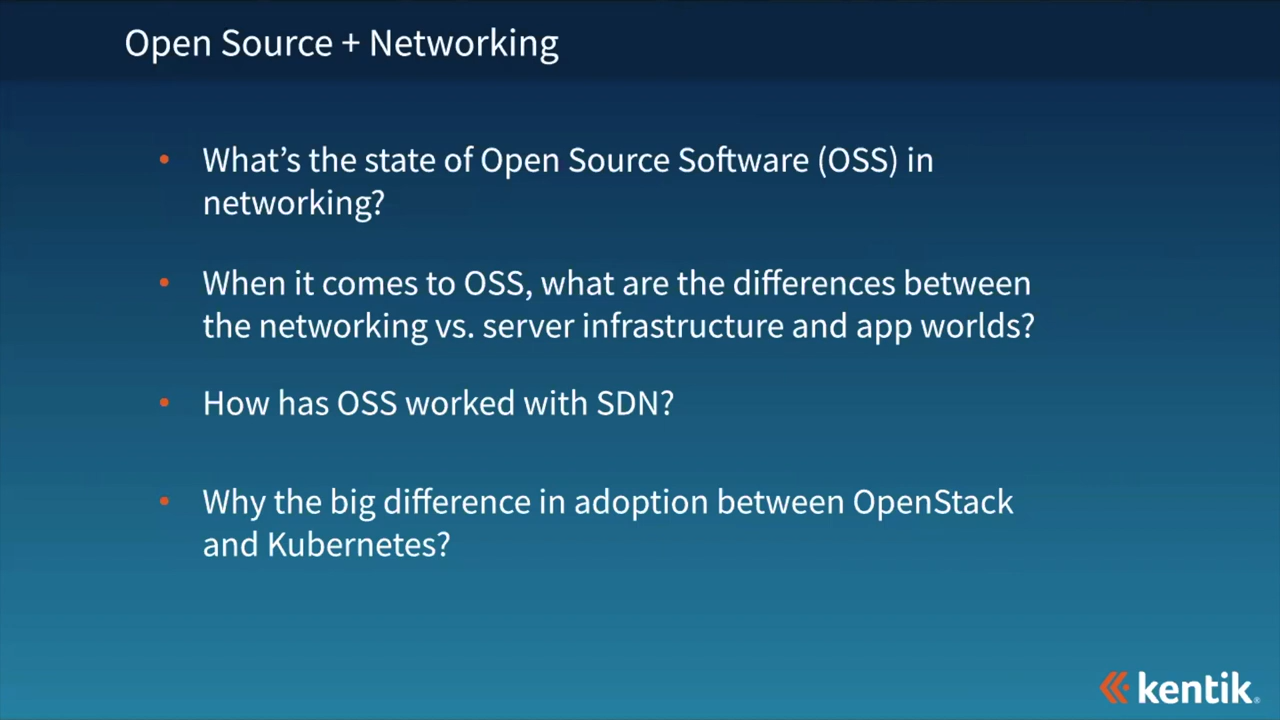 Open Source + Networking
• What’s the state of Open Source Software (OSS) in
networking?
• When it comes to OSS, what are the differences between
the networking vs. server infrastructure and app worlds?
• How has OSS worked with SDN?
• Why the big difference in adoption between OpenStack
and Kubernetes?
kentik®